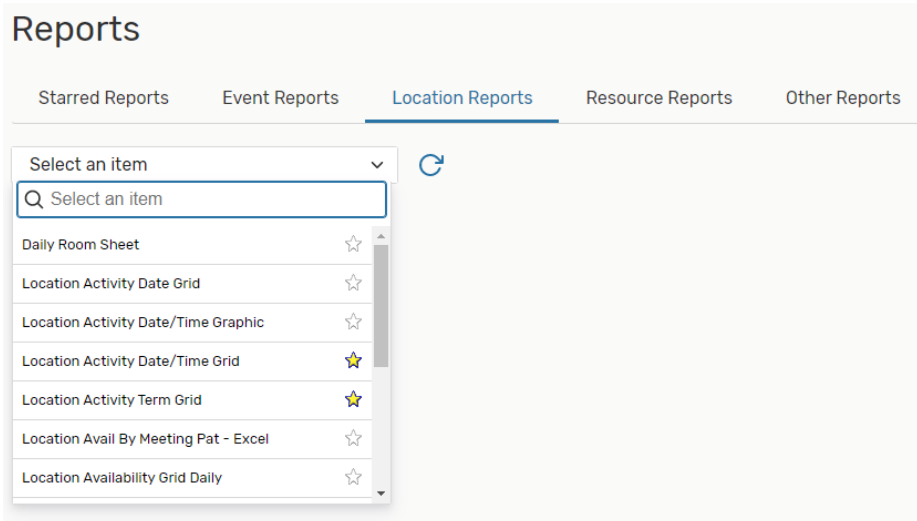 Reports
Starred Reports Event Reports Location Reports Resource Reports Other Reports
Select an item
Select an item
Daily Room Sheet
Location Activity Date Grid
Location Activity Date/Time Graphic
Location Activity Date/Time Grid
Location Activity Term Grid
Location Avail By Meeting Pat - Excel
Location Availability Grid Daily